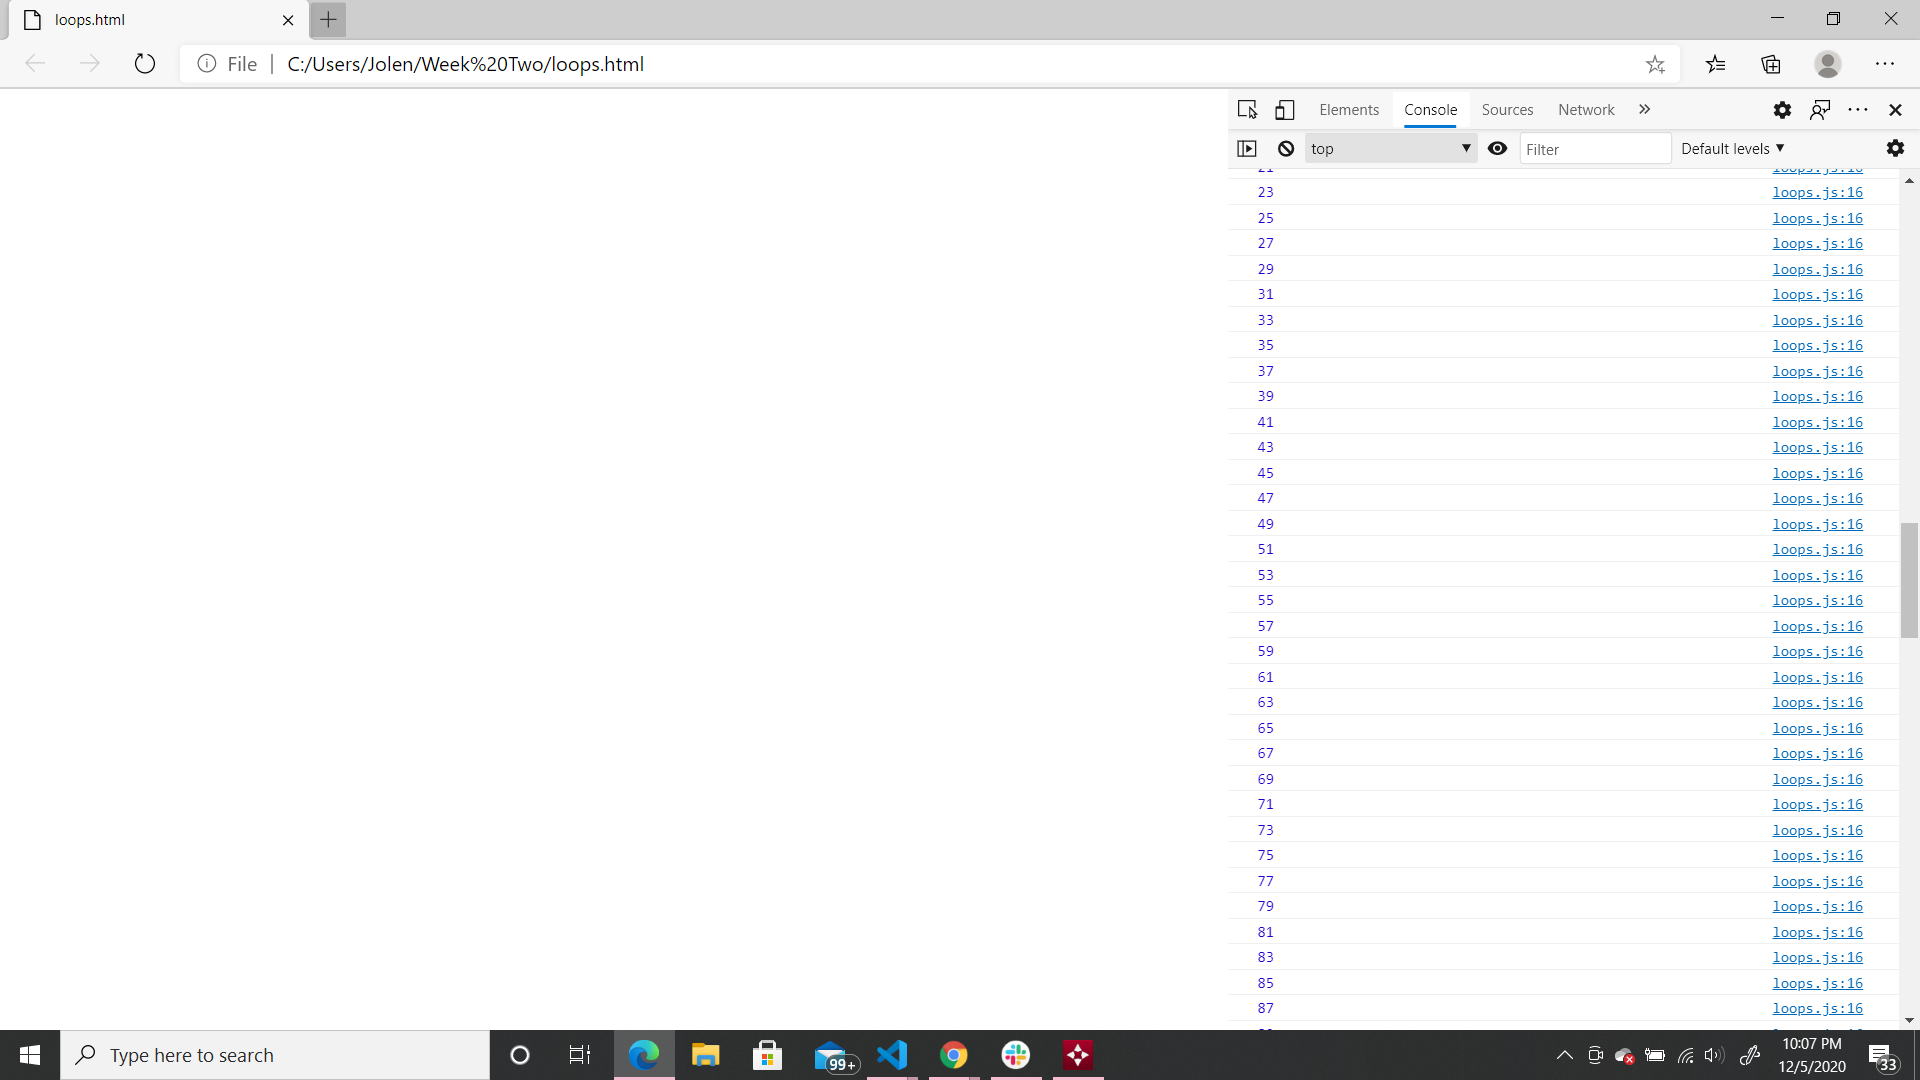 loops.html
File | C:/Users/Jolen/Week%20Two/loops.html
Elements Console Sources Network
top Filter Default levels
21 loops.js:16
23 loops.js:16
25 loops.js:16
27 loops.js:16
29 loops.js:16
31 loops.js:16
33 loops.js:16
35 loops.js:16
37 loops.js:16
39 loops.js:16
41 loops.js:16
43 loops.js:16
45 loops.js:16
47 loops.js:16
49 loops.js:16
51 loops.js:16
53 loops.js:16
55 loops.js:16
57 loops.js:16
59 loops.js:16
61 loops.js:16
63 loops.js:16
65 loops.js:16
67 loops.js:16
69 loops.js:16
71 loops.js:16
73 loops.js:16
75 loops.js:16
77 loops.js:16
79 loops.js:16
81 loops.js:16
83 loops.js:16
85 loops.js:16
87 loops.js:16
Type here to search
99+
10:07 PM
12/5/2020
33